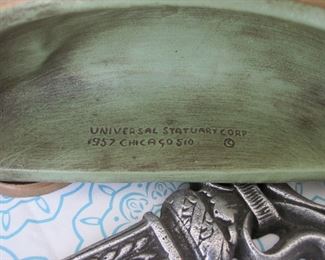 UNIVERSAL STATUARY CORP.
1957 CHICAGO 510 ©